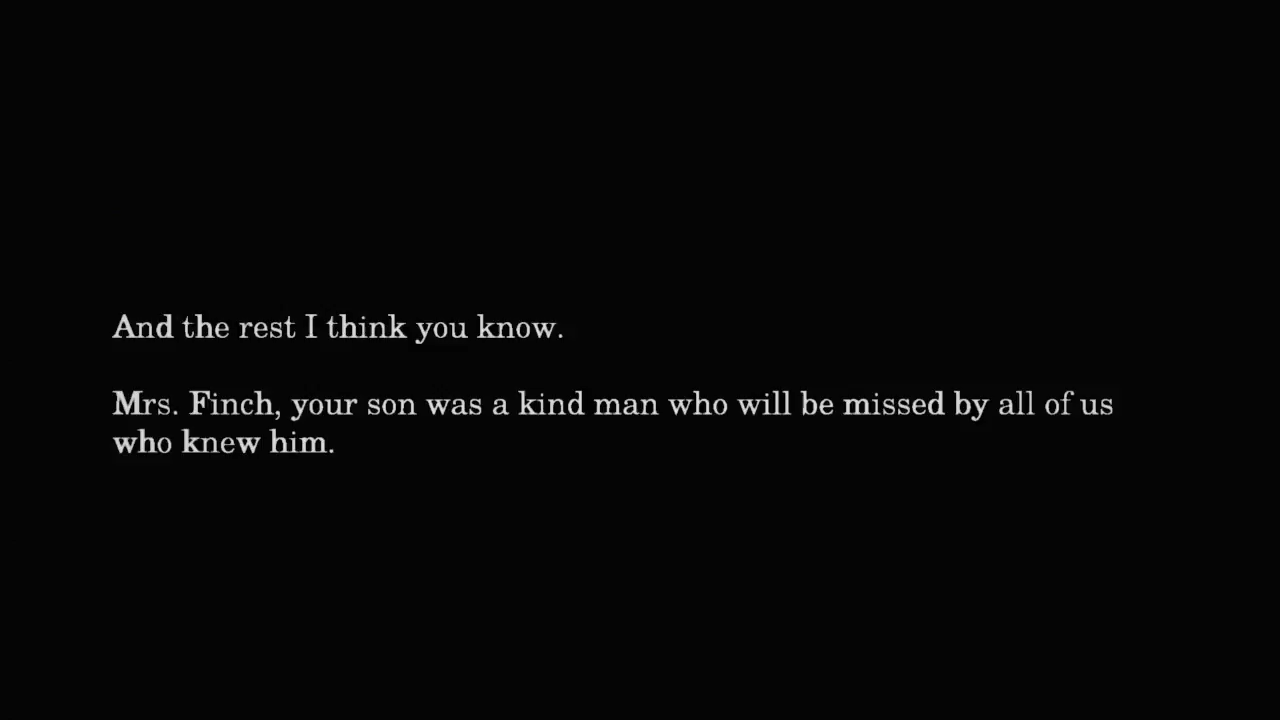 And the rest I think you know.
Mrs. Finch, your son was a kind man who will be missed by all of us
who knew him.